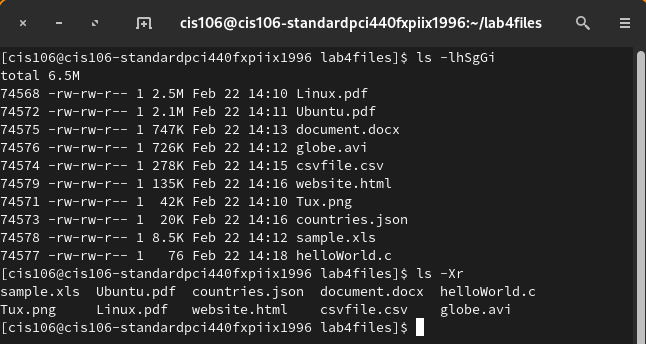 cis106@cis106-standardpci440fxpiix1996:~/lab4files
[cis106@cis106-standardpci440fxpiix1996 lab4files]$ ls -lhSgGi
total 6.5M
74568 -rw-rw-r-- 1 2.5M Feb 22 14:10 Linux.pdf
74572 -rw-rw-r-- 1 2.1M Feb 22 14:11 Ubuntu.pdf
74575 -rw-rw-r-- 1 747K Feb 22 14:13 document.docx
74576 -rw-rw-r-- 1 726K Feb 22 14:12 globe.avi
74574 -rw-rw-r-- 1 278K Feb 22 14:15 csvfile.csv
74579 -rw-rw-r-- 1 135K Feb 22 14:16 website.html
74571 -rw-rw-r-- 1  42K Feb 22 14:10 Tux.png
74573 -rw-rw-r-- 1  20K Feb 22 14:16 countries.json
74578 -rw-rw-r-- 1 8.5K Feb 22 14:12 sample.xls
74577 -rw-rw-r-- 1   76 Feb 22 14:18 helloWorld.c
[cis106@cis106-standardpci440fxpiix1996 lab4files]$ ls -Xr
sample.xls  Ubuntu.pdf  countries.json  document.docx  helloWorld.c
Tux.png     Linux.pdf   website.html    csvfile.csv    globe.avi
[cis106@cis106-standardpci440fxpiix1996 lab4files]$